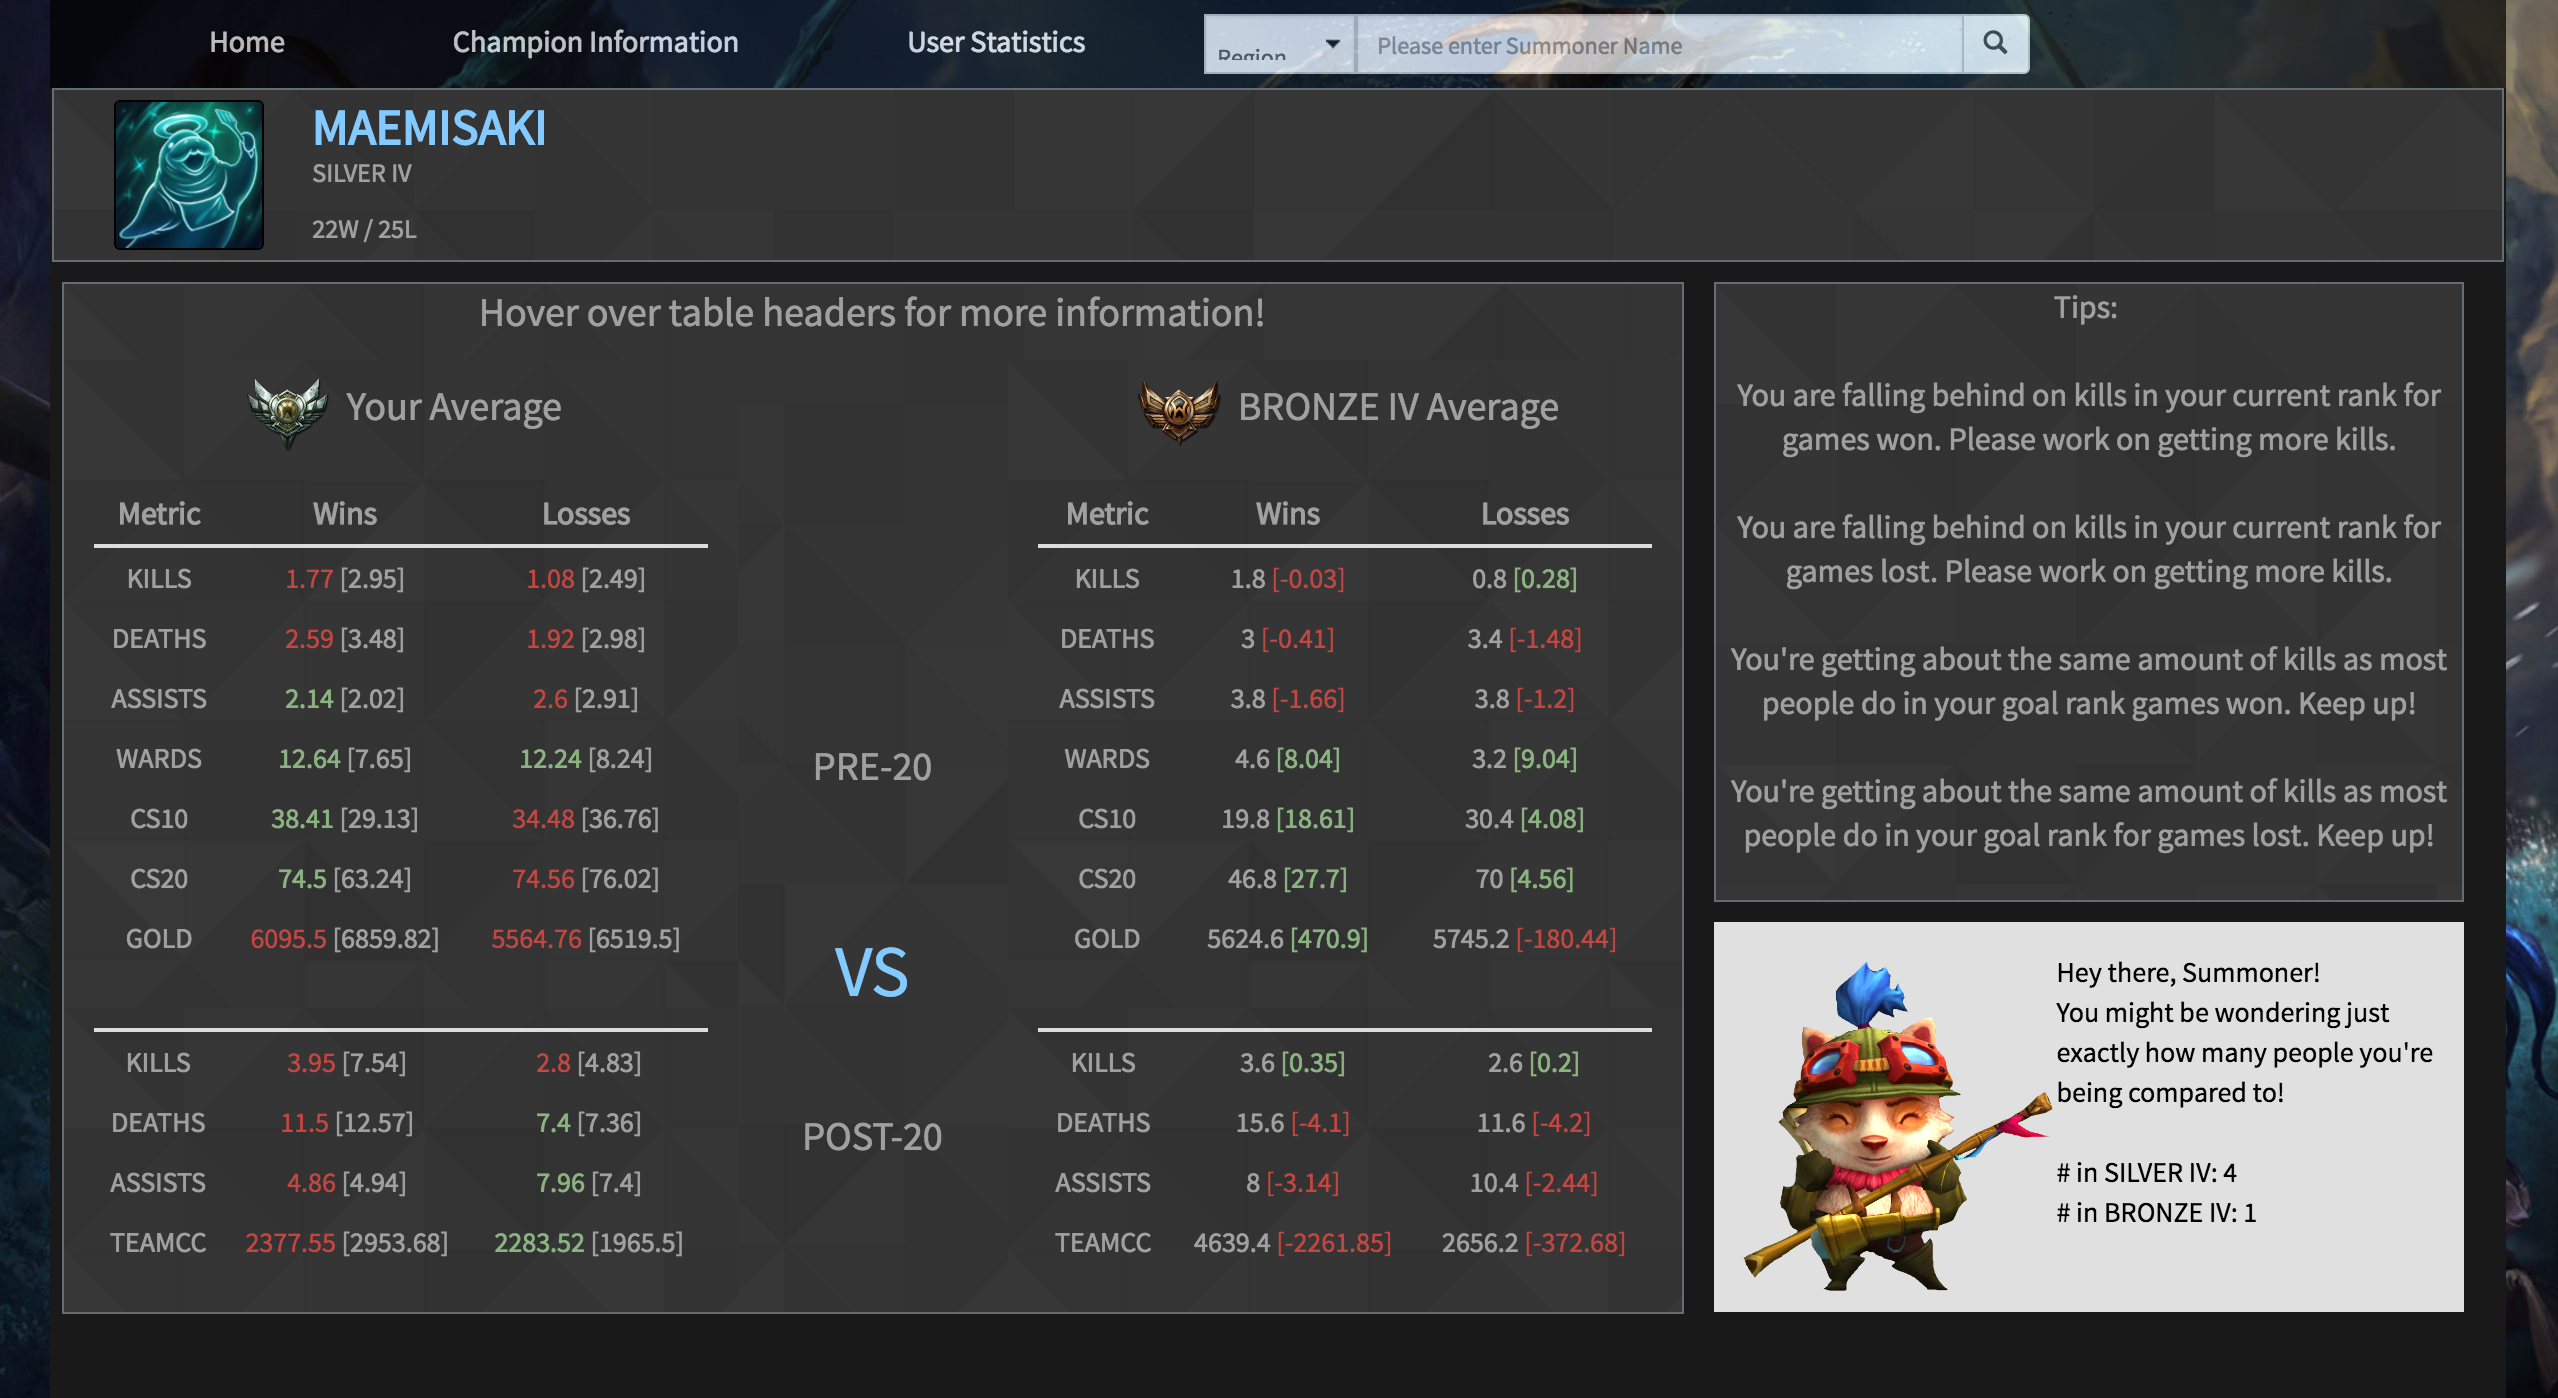 Home Champion Information User Statistics Region Please enter Summoner Name
MAEMISAKI
SILVER IV
22W / 25L
Hover over table headers for more information!
Your Average
Metric Wins Losses
KILLS 1.77 [2.95] 1.08 [2.49]
DEATHS 2.59 [3.48] 1.92 [2.98]
ASSISTS 2.14 [2.02] 2.6 [2.91]
WARDS 12.64 [7.65] 12.24 [8.24]
CS10 38.41 [29.13] 34.48 [36.76]
CS20 74.5 [63.24] 74.56 [76.02]
GOLD 6095.5 [6859.82] 5564.76 [6519.5]
KILLS 3.95 [7.54] 2.8 [4.83]
DEATHS 11.5 [12.57] 7.4 [7.36]
ASSISTS 4.86 [4.94] 7.96 [7.4]
TEAMCC 2377.55 [2953.68] 2283.52 [1965.5]
PRE-20
VS
POST-20
BRONZE IV Average
Metric Wins Losses
KILLS 1.8 [-0.03] 0.8 [0.28]
DEATHS 3 [-0.41] 3.4 [-1.48]
ASSISTS 3.8 [-1.66] 3.8 [-1.2]
WARDS 4.6 [8.04] 3.2 [9.04]
CS10 19.8 [18.61] 30.4 [4.08]
CS20 46.8 [27.7] 70 [4.56]
GOLD 5624.6 [470.9] 5745.2 [-180.44]
KILLS 3.6 [0.35] 2.6 [0.2]
DEATHS 15.6 [-4.1] 11.6 [-4.2]
ASSISTS 8 [-3.14] 10.4 [-2.44]
TEAMCC 4639.4 [-2261.85] 2656.2 [-372.68]
Tips:
You are falling behind on kills in your current rank for
games won. Please work on getting more kills.
You are falling behind on kills in your current rank for
games lost. Please work on getting more kills.
You're getting about the same amount of kills as most
people do in your goal rank games won. Keep up!
You're getting about the same amount of kills as most
people do in your goal rank for games lost. Keep up!
Hey there, Summoner!
You might be wondering just
exactly how many people you're
being compared to!
# in SILVER IV: 4
# in BRONZE IV: 1